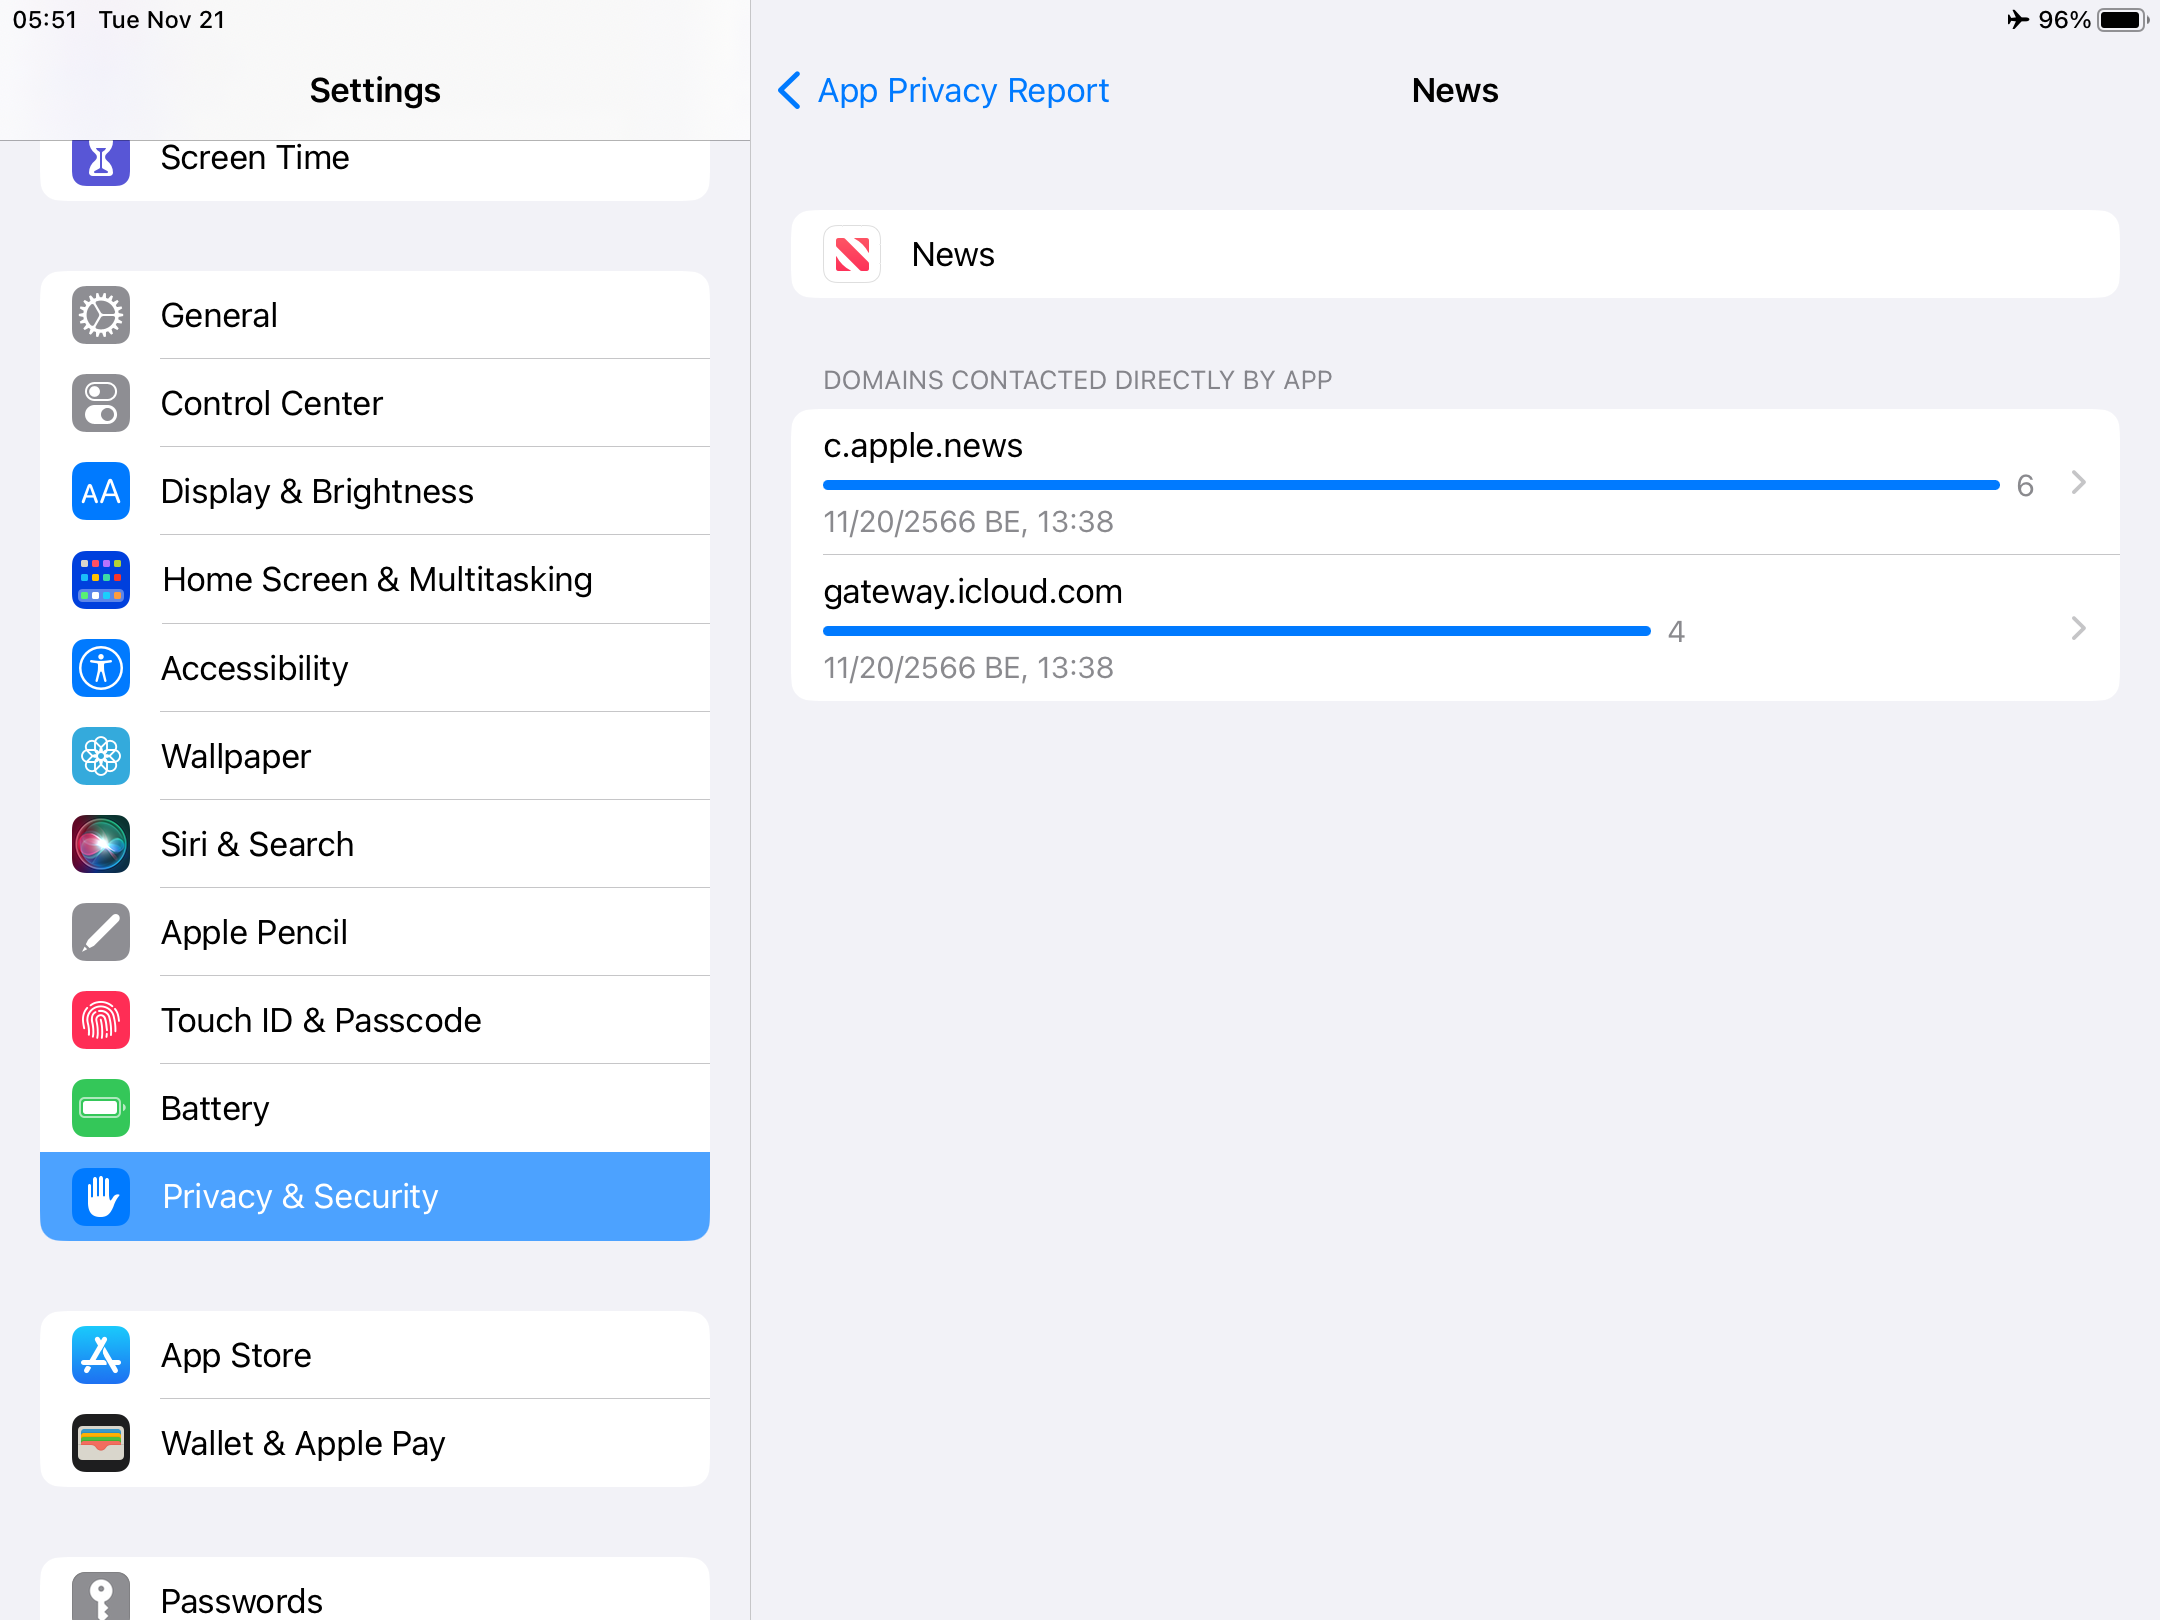 05:51 Tue Nov 21
96%
Settings
Screen Time
General
Control Center
AA Display & Brightness
Home Screen & Multitasking
Accessibility
Wallpaper
Siri & Search
Apple Pencil
Touch ID & Passcode
Battery
Privacy & Security
App Store
Wallet & Apple Pay
Passwords
App Privacy Report
News
News
DOMAINS CONTACTED DIRECTLY BY APP
c.apple.news
6
11/20/2566 BE, 13:38
gateway.icloud.com
4
11/20/2566 BE, 13:38